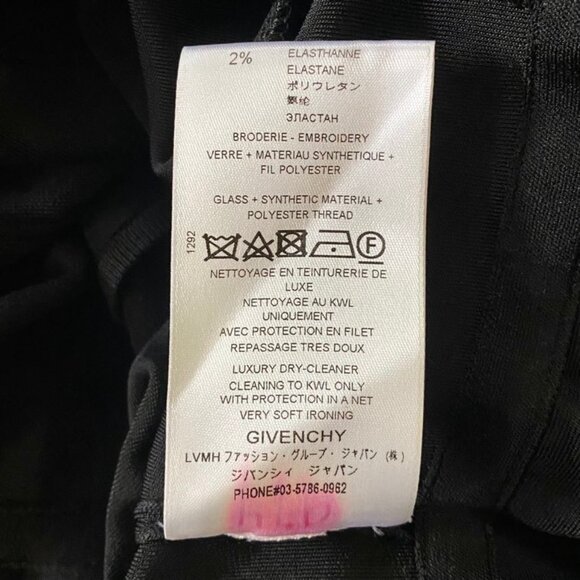 2% ELASTHANNE
ELASTANE
ポリウレタン
氨纶
ЭЛАСТАН
BRODERIE - EMBROIDERY
VERRE + MATERIAU SYNTHETIQUE +
FIL POLYESTER
GLASS + SYNTHETIC MATERIAL +
POLYESTER THREAD
1292
F
NETTOYAGE EN TEINTURERIE DE
LUXE
NETTOYAGE AU KWL
UNIQUEMENT
AVEC PROTECTION EN FILET
REPASSAGE TRES DOUX
LUXURY DRY-CLEANER
CLEANING TO KWL ONLY
WITH PROTECTION IN A NET
VERY SOFT IRONING
GIVENCHY
LVMH ファッション・グループ・ジャパン (株)
ジバンシィ ジャパン
PHONE#03-5786-0962